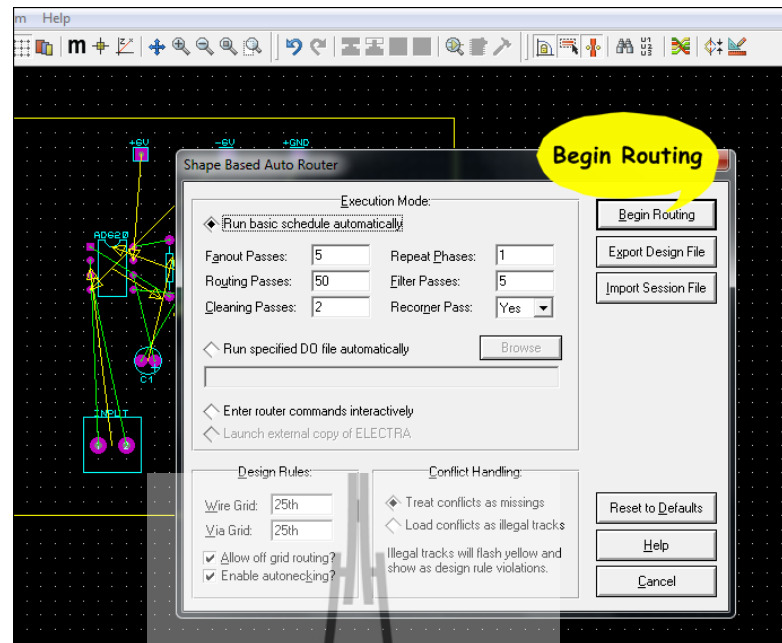 m Help
m
U1
U2
U3
+6V -6V +GND
AD620
C1
+
INPUT
1 2
Begin Routing
Shape Based Auto Router
Execution Mode:
Run basic schedule automatically
Fanout Passes: 5 Repeat Phases: 1
Routing Passes: 50 Filter Passes: 5
Cleaning Passes: 2 Recorner Pass: Yes
Run specified DO file automatically Browse
Enter router commands interactively
Launch external copy of ELECTRA
Begin Routing
Export Design File
Import Session File
Design Rules:
Wire Grid: 25th
Via Grid: 25th
Allow off grid routing?
Enable autonecking?
Conflict Handling:
Treat conflicts as missings
Load conflicts as illegal tracks
Illegal tracks will flash yellow and
show as design rule violations.
Reset to Defaults
Help
Cancel